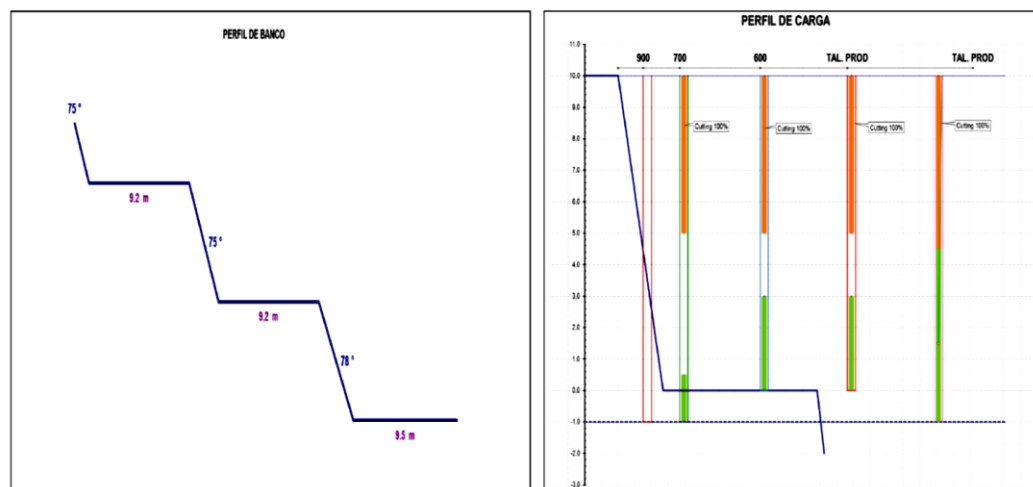 PERFIL DE BANCO
75 °
9.2 m
75 °
9.2 m
78 °
9.5 m
PERFIL DE CARGA
11.0
900 700 600 TAL. PROD TAL. PROD
10.0
9.0
Cutting 100% Cutting 100% Cutting 100% Cutting 100%
8.0
7.0
6.0
5.0
4.0
3.0
2.0
1.0
0.0
-1.0
-2.0
-3.0